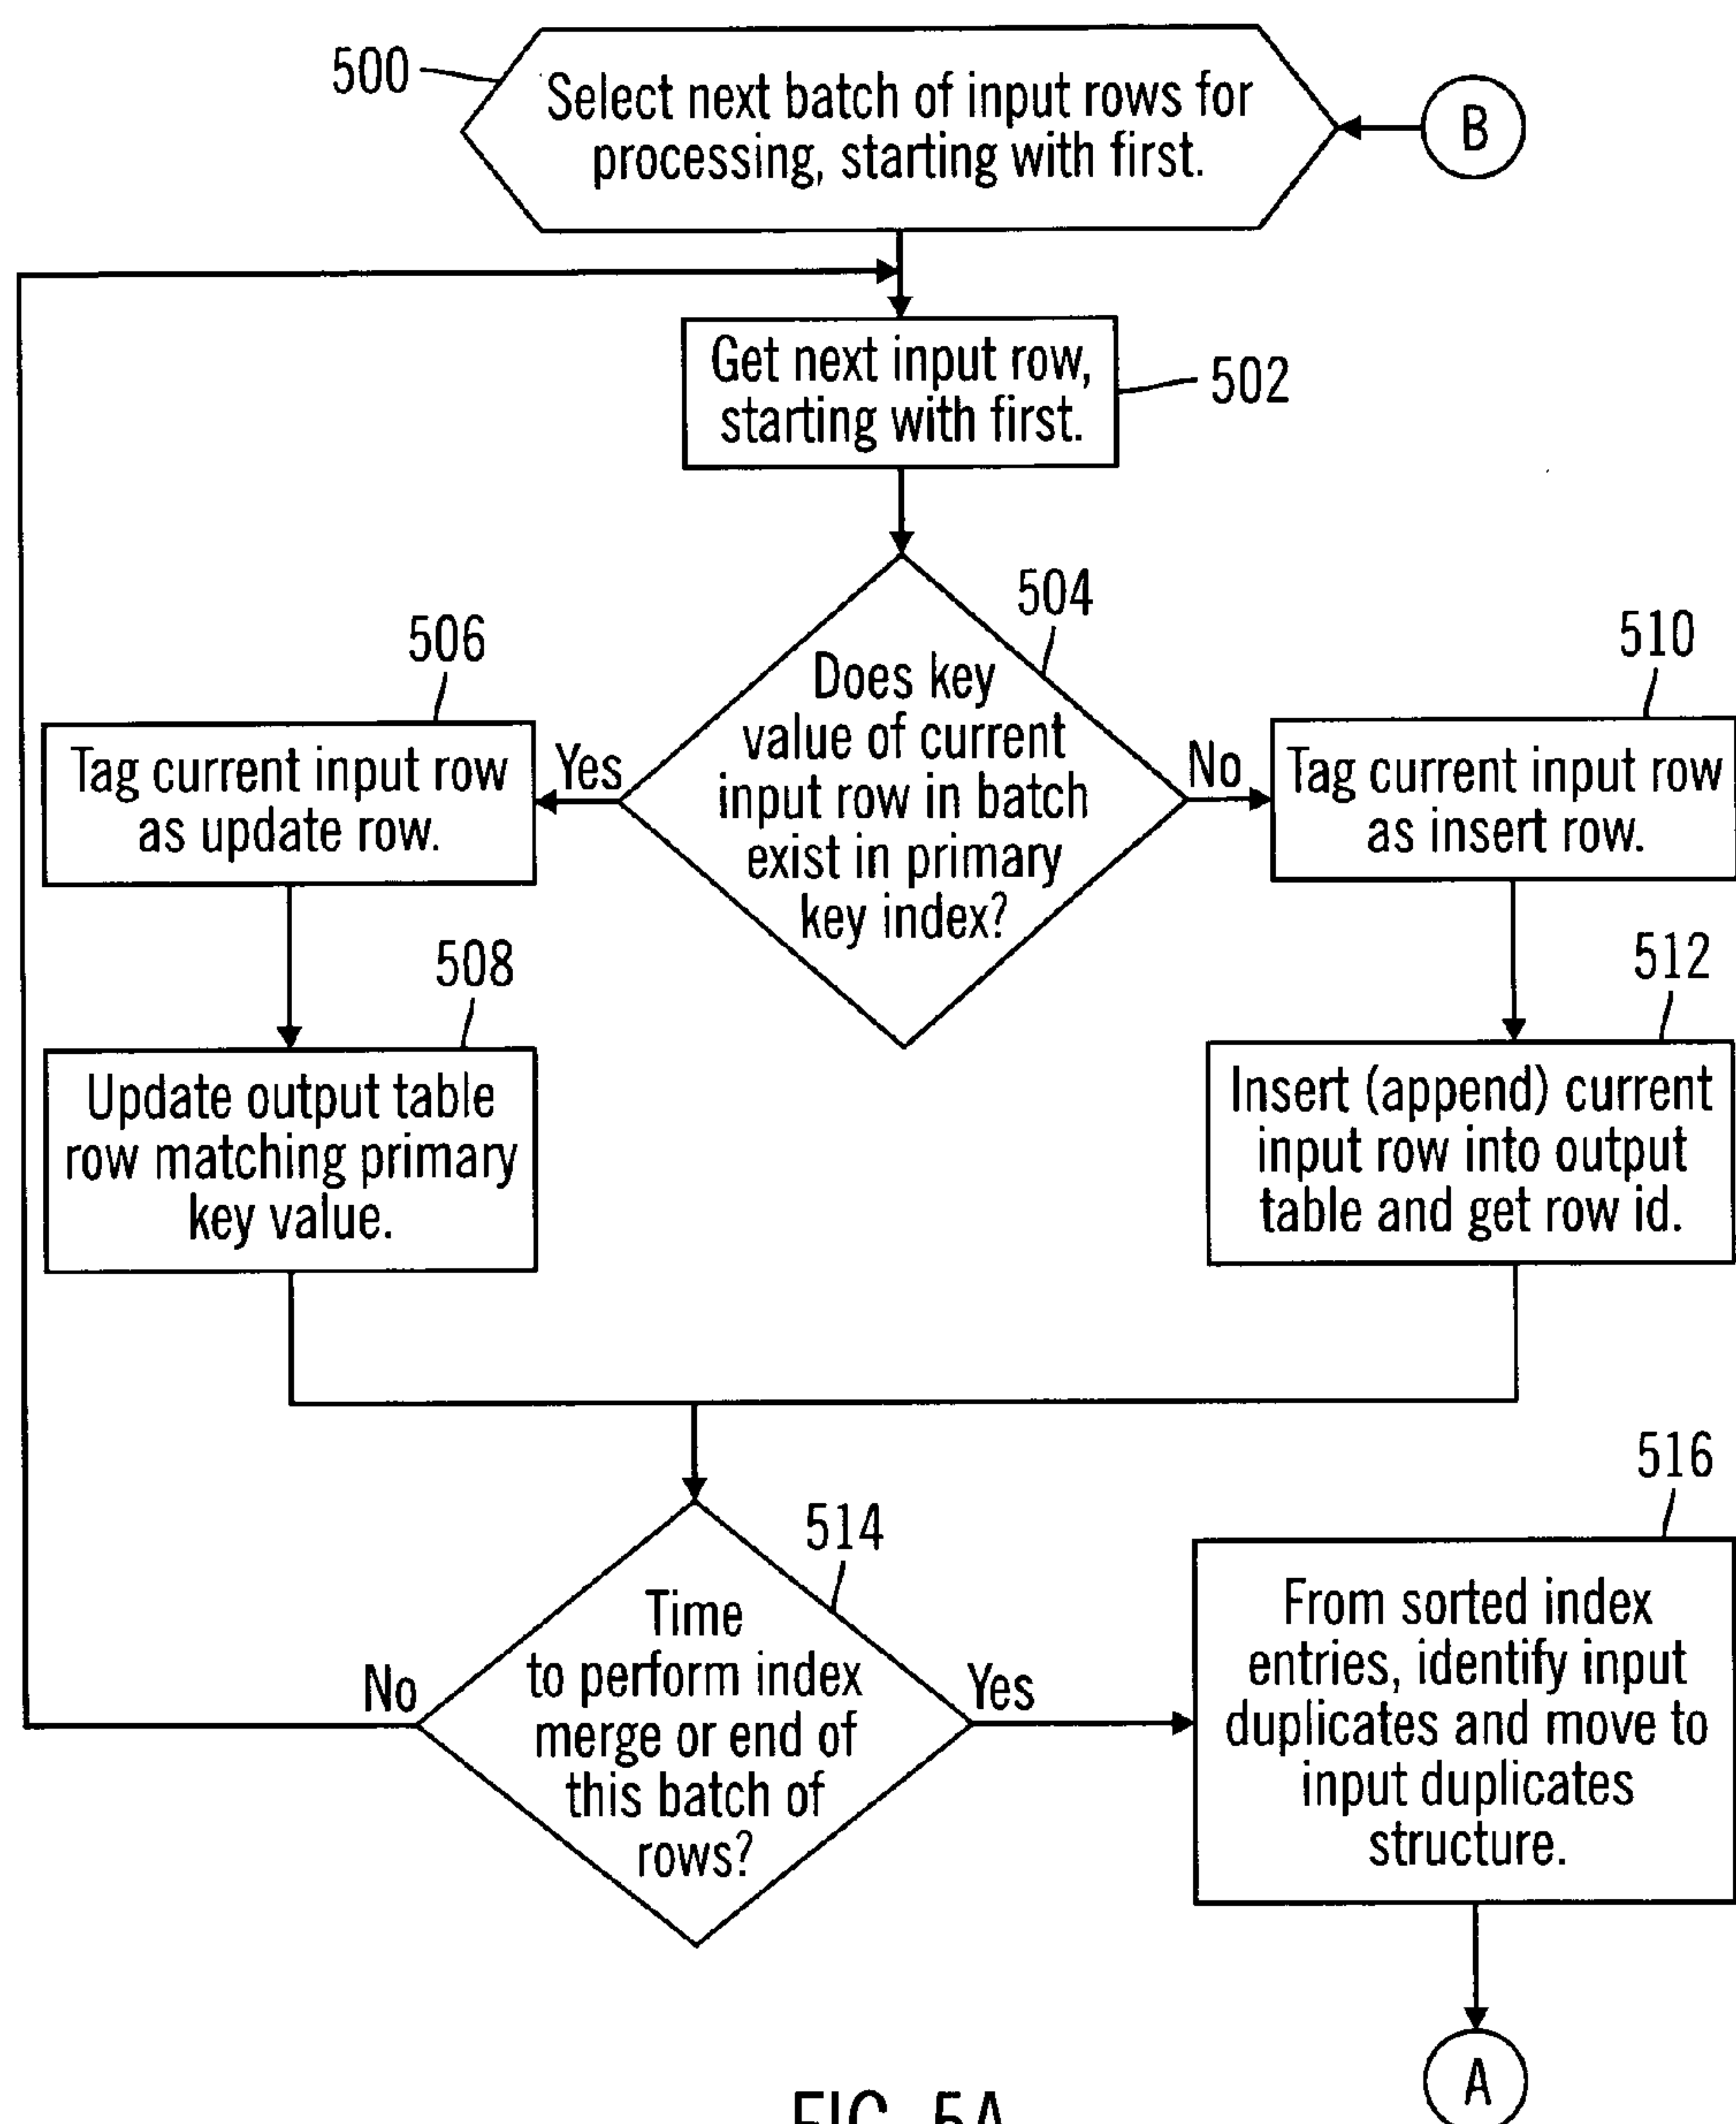 500
Select next batch of input rows for
processing, starting with first.
B
Get next input row,
starting with first.
502
504
Does key
value of current
input row in batch
exist in primary
key index?
Yes
No
506
Tag current input row
as update row.
510
Tag current input row
as insert row.
508
Update output table
row matching primary
key value.
512
Insert (append) current
input row into output
table and get row id.
514
Time
to perform index
merge or end of
this batch of
rows?
No
Yes
516
From sorted index
entries, identify input
duplicates and move to
input duplicates
structure.
A
FIG. 5A